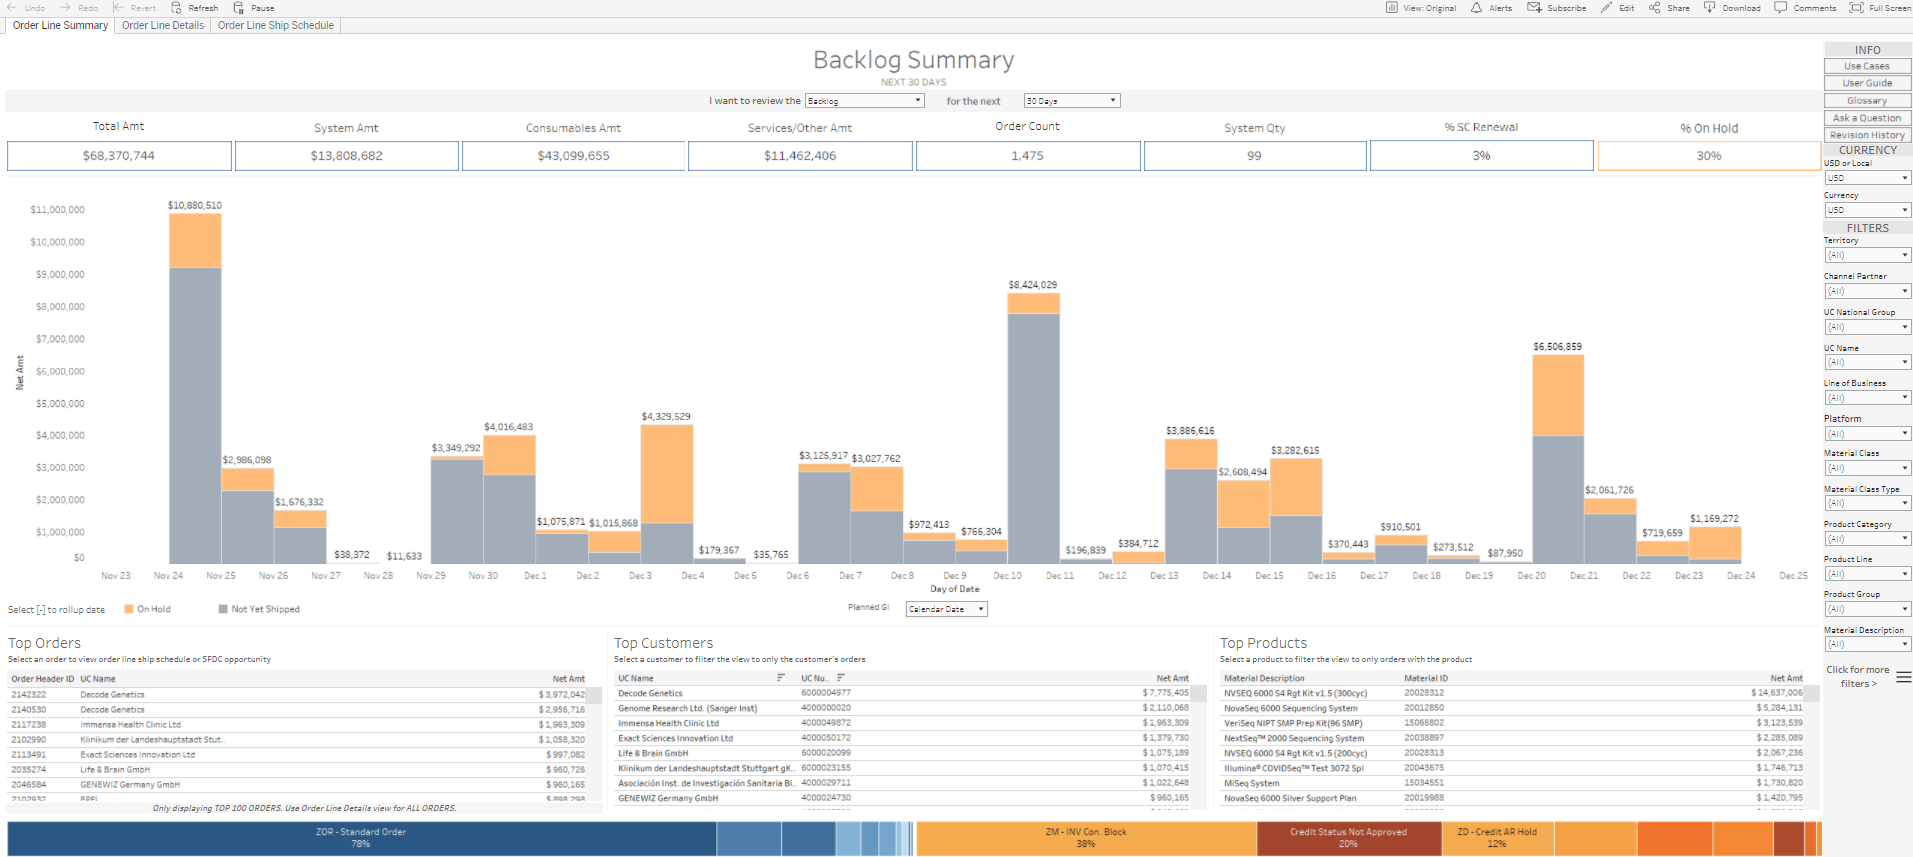 Undo Redo Revert Refresh Pause View: Original Alerts Subscribe Edit Share Download Comments Full Screen
Order Line Summary Order Line Details Order Line Ship Schedule
Backlog Summary
NEXT 30 DAYS
I want to review the Backlog for the next 30 Days
Total Amt System Amt Consumables Amt Services/Other Amt Order Count System Qty % SC Renewal % On Hold
$68,370,744 $13,808,682 $43,099,655 $11,462,406 1,475 99 3% 30%
Net Amt
$11,000,000
$10,000,000
$9,000,000
$8,000,000
$7,000,000
$6,000,000
$5,000,000
$4,000,000
$3,000,000
$2,000,000
$1,000,000
$0
$10,880,510
$2,986,098
$1,676,332
$38,372
$11,633
$3,349,292
$4,016,483
$1,075,871
$1,015,868
$4,329,529
$179,367
$35,765
$3,125,917
$3,027,762
$972,413
$766,304
$8,424,029
$196,839
$384,712
$3,886,616
$2,608,494
$3,282,615
$370,443
$910,501
$273,512
$87,950
$6,506,859
$2,061,726
$719,659
$1,169,272
Nov 23 Nov 24 Nov 25 Nov 26 Nov 27 Nov 28 Nov 29 Nov 30 Dec 1 Dec 2 Dec 3 Dec 4 Dec 5 Dec 6 Dec 7 Dec 8 Dec 9 Dec 10 Dec 11 Dec 12 Dec 13 Dec 14 Dec 15 Dec 16 Dec 17 Dec 18 Dec 19 Dec 20 Dec 21 Dec 22 Dec 23 Dec 24 Dec 25
Day of Date
Select [-] to rollup date On Hold Not Yet Shipped Planned GI Calendar Date
Top Orders
Select an order to view order line ship schedule or SFDC opportunity
Order Header ID UC Name Net Amt
2142322 Decode Genetics $3,972,042
2140530 Decode Genetics $2,956,716
2117238 Immensa Health Clinic Ltd $1,963,309
2102990 Klinikum der Landeshauptstadt Stut.. $1,058,320
2113491 Exact Sciences Innovation Ltd $997,082
2035274 Life & Brain GmbH $960,726
2046584 GENEWIZ Germany GmbH $960,165
2102932 EPFL $898,298
Only displaying TOP 100 ORDERS. Use Order Line Details view for ALL ORDERS.
Top Customers
Select a customer to filter the view to only the customer's orders
UC Name UC Nu.. Net Amt
Decode Genetics 6000004977 $7,775,405
Genome Research Ltd. (Sanger Inst) 4000000020 $2,110,068
Immensa Health Clinic Ltd 4000049872 $1,963,309
Exact Sciences Innovation Ltd 4000050172 $1,379,730
Life & Brain GmbH 6000020099 $1,075,189
Klinikum der Landeshauptstadt Stuttgart gK.. 6000023155 $1,070,415
Asociación Inst. de Investigación Sanitaria Bi.. 4000029711 $1,022,648
GENEWIZ Germany GmbH 4000024730 $960,165
Top Products
Select a product to filter the view to only orders with the product
Material Description Material ID Net Amt
NVSEQ 6000 S4 Rgt Kit v1.5 (300cyc) 20028312 $14,637,006
NovaSeq 6000 Sequencing System 20012850 $5,284,131
VeriSeq NIPT SMP Prep Kit(96 SMP) 15066802 $3,123,539
NextSeq™ 2000 Sequencing System 20038897 $2,285,089
NVSEQ 6000 S4 Rgt Kit v1.5 (200cyc) 20028313 $2,067,236
Illumina® COVIDSeq™ Test 3072 Spl 20043675 $1,746,713
MiSeq System 15034551 $1,730,820
NovaSeq 6000 Silver Support Plan 20019988 $1,420,795
ZOR - Standard Order
78%
ZM - INV Con. Block
38%
Credit Status Not Approved
20%
ZD - Credit AR Hold
12%
INFO
Use Cases
User Guide
Glossary
Ask a Question
Revision History
CURRENCY
USD or Local
USD
Currency
USD
FILTERS
Territory
(All)
Channel Partner
(All)
UC National Group
(All)
UC Name
(All)
Line of Business
(All)
Platform
(All)
Material Class
(All)
Material Class Type
(All)
Product Category
(All)
Product Line
(All)
Product Group
(All)
Material Description
(All)
Click for more
filters >